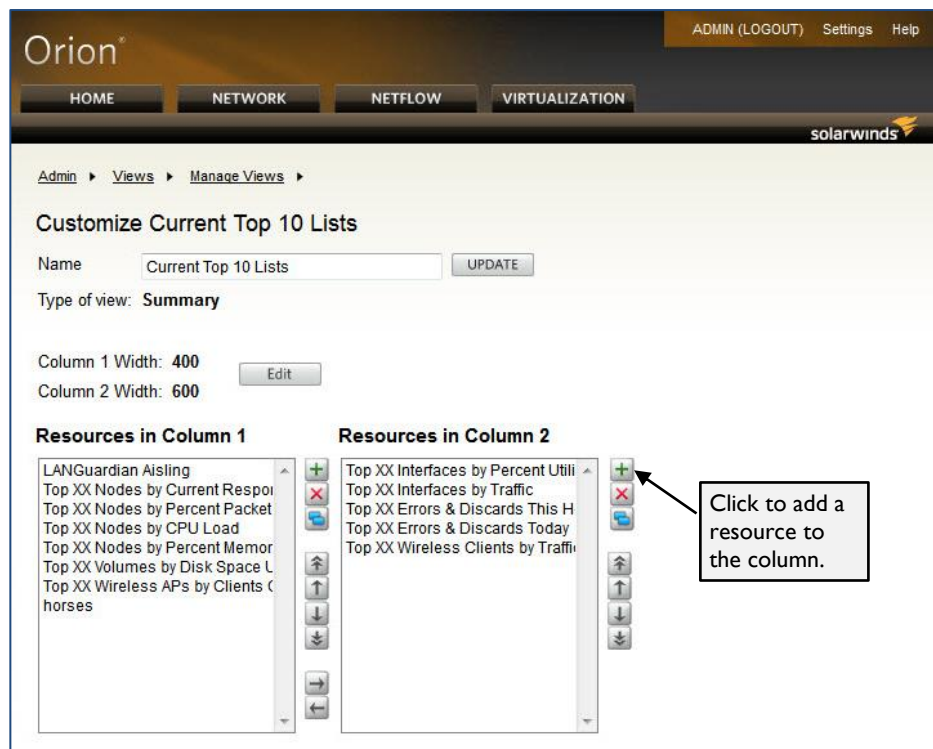 ADMIN (LOGOUT) Settings Help
Orion®
HOME NETWORK NETFLOW VIRTUALIZATION
solarwinds
Admin Views Manage Views
Customize Current Top 10 Lists
Name Current Top 10 Lists UPDATE
Type of view: Summary
Column 1 Width: 400
Edit
Column 2 Width: 600
Resources in Column 1
LANGuardian Aisling
Top XX Nodes by Current Respon
Top XX Nodes by Percent Packet
Top XX Nodes by CPU Load
Top XX Nodes by Percent Memor
Top XX Volumes by Disk Space U
Top XX Wireless APs by Clients C
horses
Resources in Column 2
Top XX Interfaces by Percent Utili
Top XX Interfaces by Traffic
Top XX Errors & Discards This H
Top XX Errors & Discards Today
Top XX Wireless Clients by Traffic
Click to add a
resource to
the column.